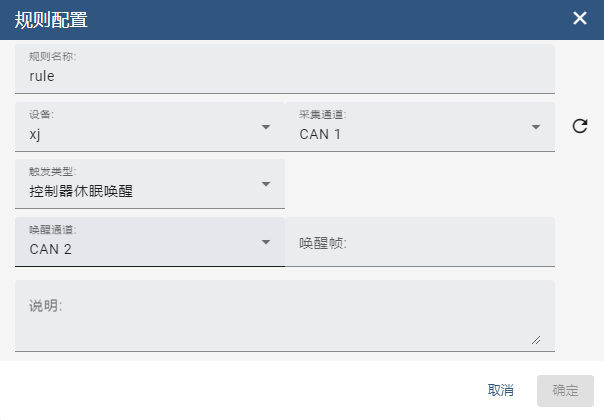 规则配置
规则名称:
rule
设备:
xj
采集通道:
CAN 1
触发类型:
控制器休眠唤醒
唤醒通道:
CAN 2
唤醒帧:
说明:
取消
确定